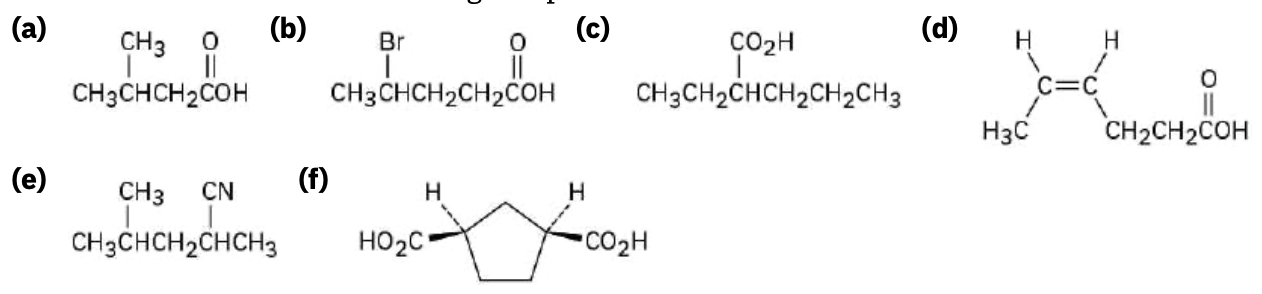 (a) (b) (c) (d)
CH₃ O Br O CO₂H H H
CH₃CHCH₂COH CH₃CHCH₂CH₂COH CH₃CH₂CHCH₂CH₂CH₃ C=C O
H₃C CH₂CH₂COH
(e) (f)
CH₃ CN H H
CH₃CHCH₂CHCH₃ HO₂C CO₂H